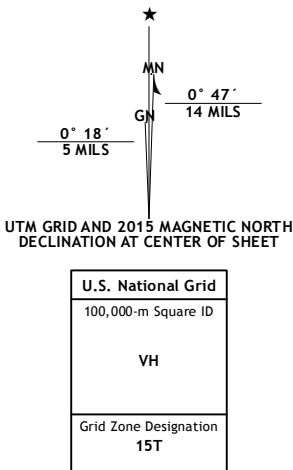 ★
MN
0° 47´
14 MILS
GN
0° 18´
5 MILS
UTM GRID AND 2015 MAGNETIC NORTH
DECLINATION AT CENTER OF SHEET
U.S. National Grid
100,000-m Square ID
VH
Grid Zone Designation
15T